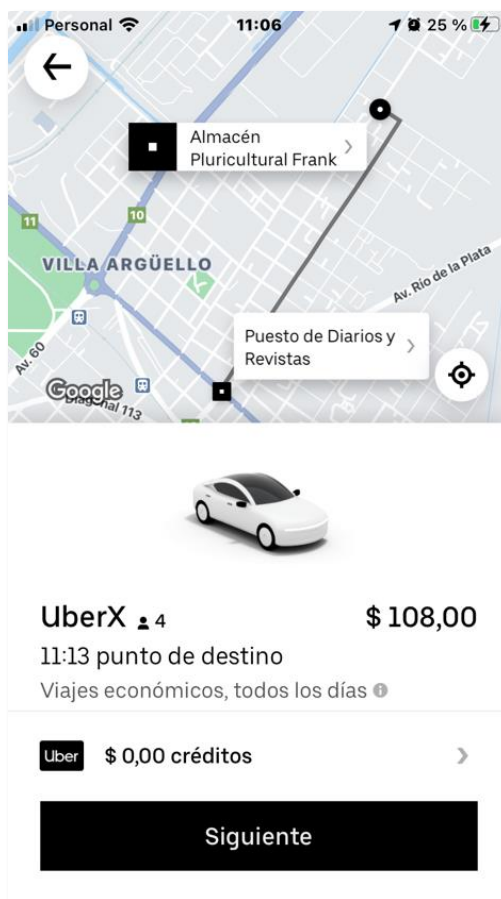 Personal
11:06
25 %
Almacén
Pluricultural Frank
11
10
VILLA ARGÜELLO
Av. Río de la Plata
Puesto de Diarios y
Revistas
Av. 60
Google
Diagonal 113
UberX 4
$ 108,00
11:13 punto de destino
Viajes económicos, todos los días
Uber
$ 0,00 créditos
Siguiente